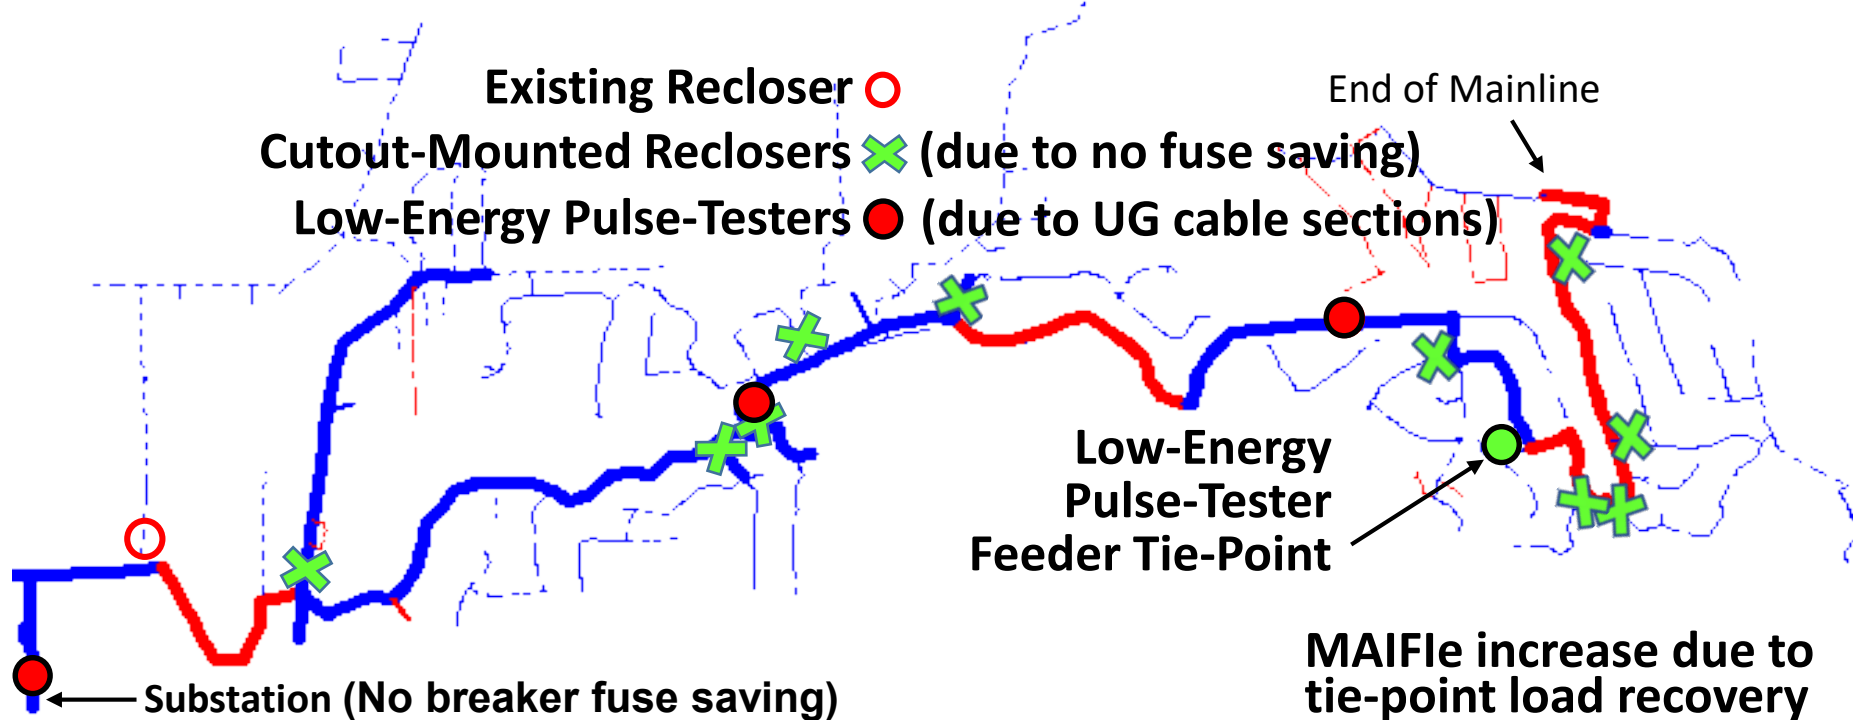 Existing Recloser
End of Mainline
Cutout-Mounted Reclosers (due to no fuse saving)
Low-Energy Pulse-Testers (due to UG cable sections)
Low-Energy
Pulse-Tester
Feeder Tie-Point
MAIFIe increase due to
tie-point load recovery
Substation (No breaker fuse saving)